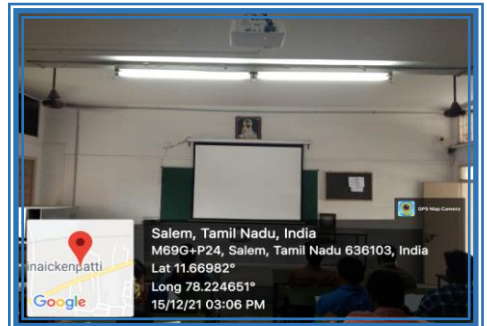 GPS Map Camera
inaickenpatti
Google
Salem, Tamil Nadu, India
M69G+P24, Salem, Tamil Nadu 636103, India
Lat 11.66982°
Long 78.224651°
15/12/21 03:06 PM